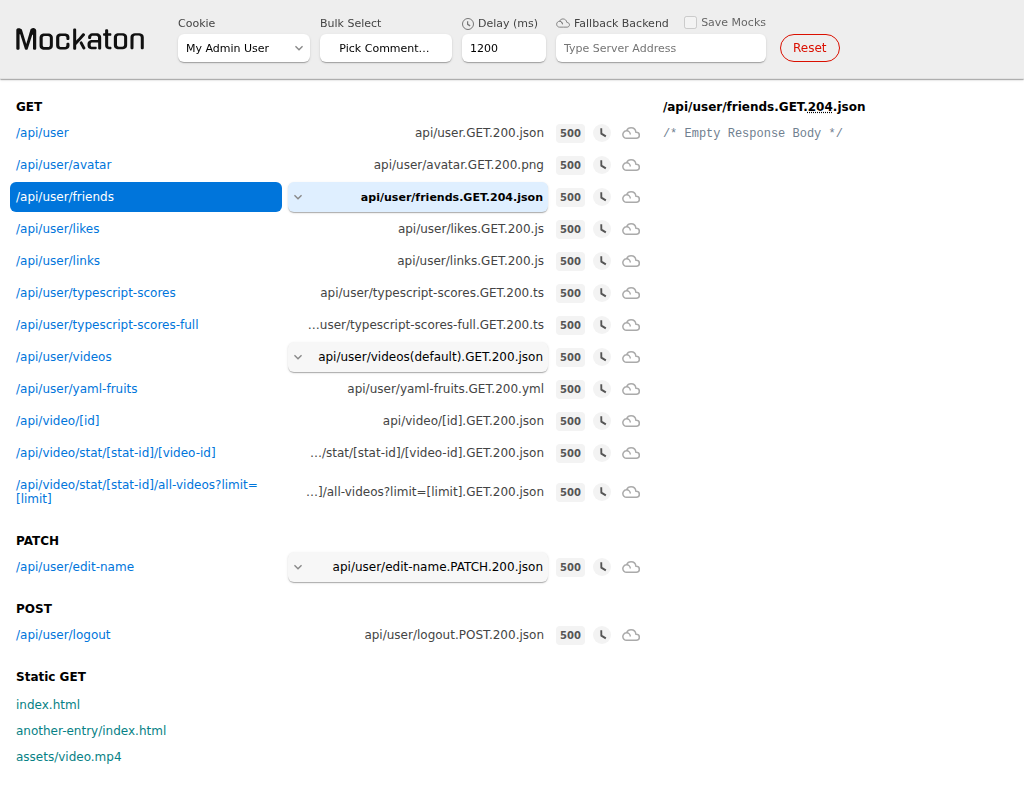 Mockaton
Cookie
My Admin User
Bulk Select
Pick Comment…
Delay (ms)
1200
Fallback Backend
Type Server Address
Save Mocks
Reset
GET
/api/user api/user.GET.200.json 500
/api/user/avatar api/user/avatar.GET.200.png 500
/api/user/friends api/user/friends.GET.204.json 500
/api/user/likes api/user/likes.GET.200.js 500
/api/user/links api/user/links.GET.200.js 500
/api/user/typescript-scores api/user/typescript-scores.GET.200.ts 500
/api/user/typescript-scores-full …user/typescript-scores-full.GET.200.ts 500
/api/user/videos api/user/videos(default).GET.200.json 500
/api/user/yaml-fruits api/user/yaml-fruits.GET.200.yml 500
/api/video/[id] api/video/[id].GET.200.json 500
/api/video/stat/[stat-id]/[video-id] …/stat/[stat-id]/[video-id].GET.200.json 500
/api/video/stat/[stat-id]/all-videos?limit=
[limit] …]/all-videos?limit=[limit].GET.200.json 500
PATCH
/api/user/edit-name api/user/edit-name.PATCH.200.json 500
POST
/api/user/logout api/user/logout.POST.200.json 500
Static GET
index.html
another-entry/index.html
assets/video.mp4
/api/user/friends.GET.204.json
/* Empty Response Body */